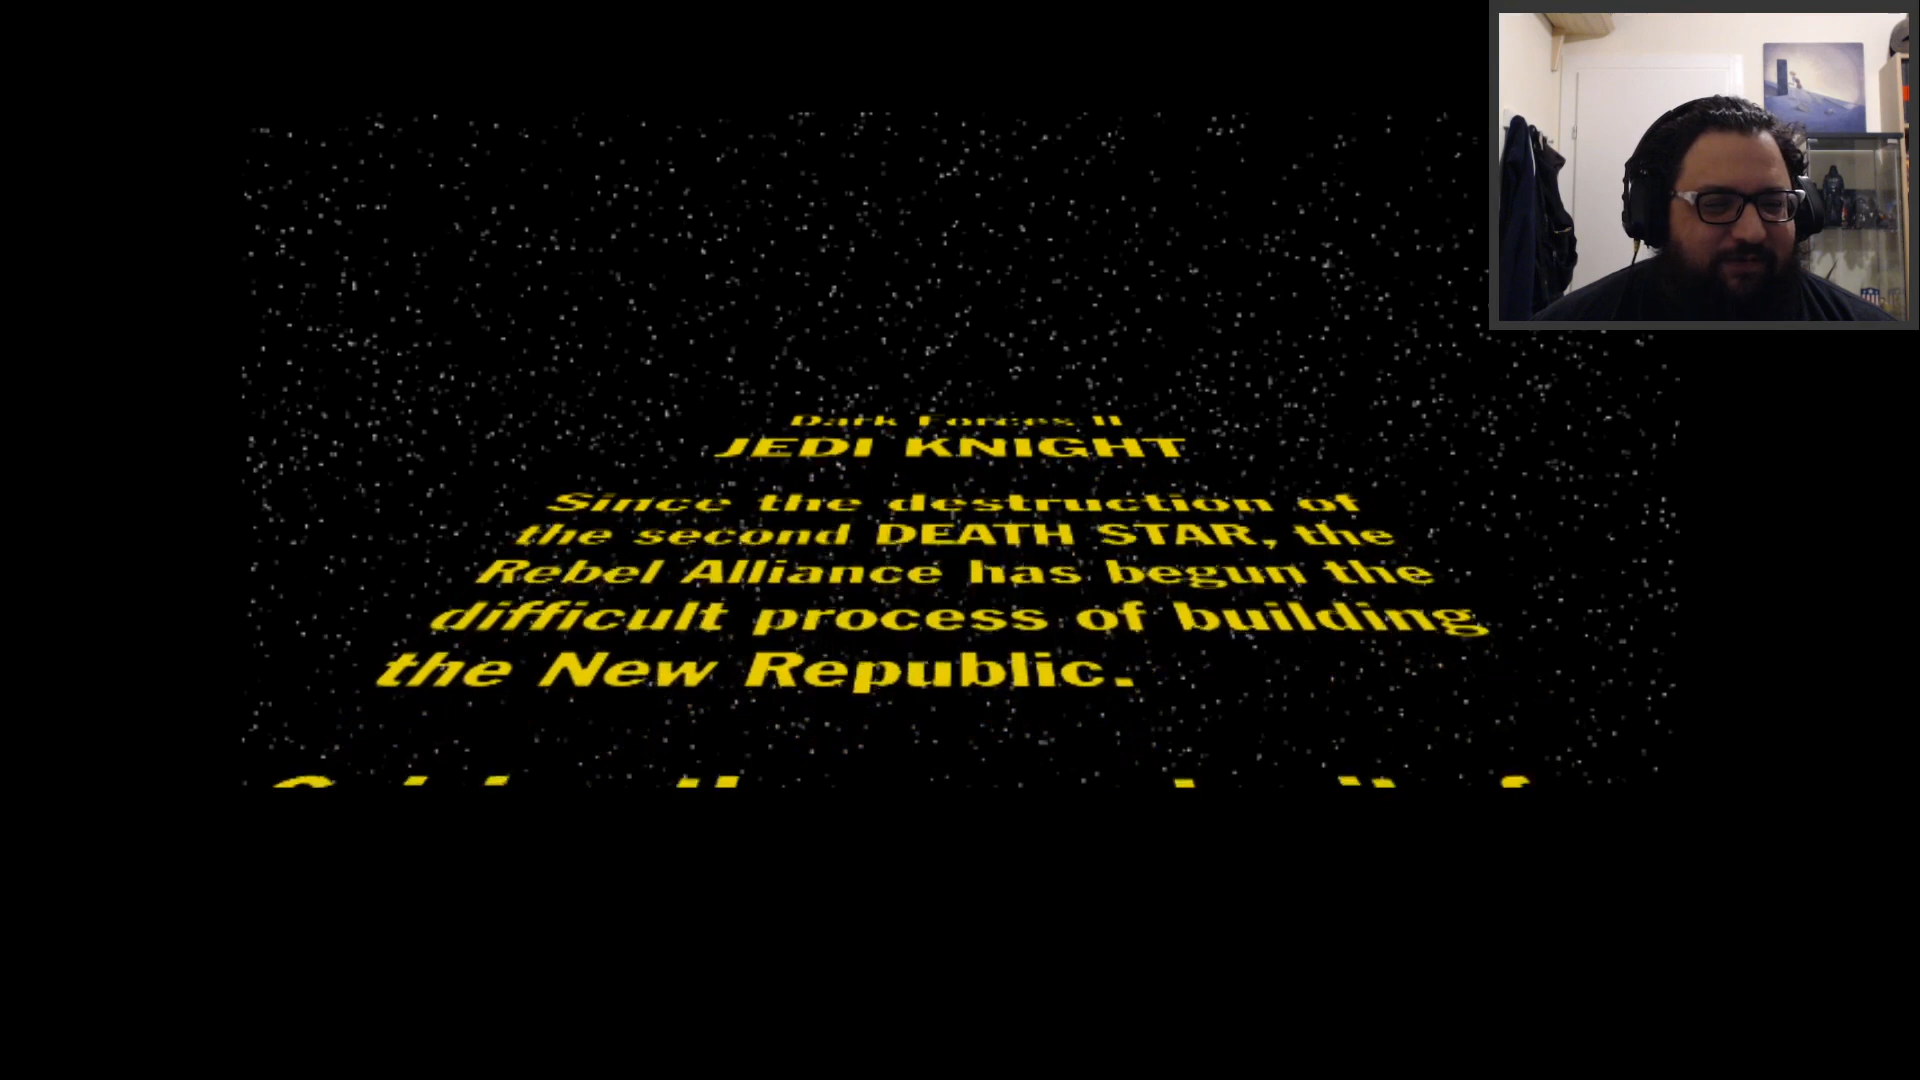 Dark Forces II
JEDI KNIGHT
Since the destruction of
the second DEATH STAR, the
Rebel Alliance has begun the
difficult process of building
the New Republic.